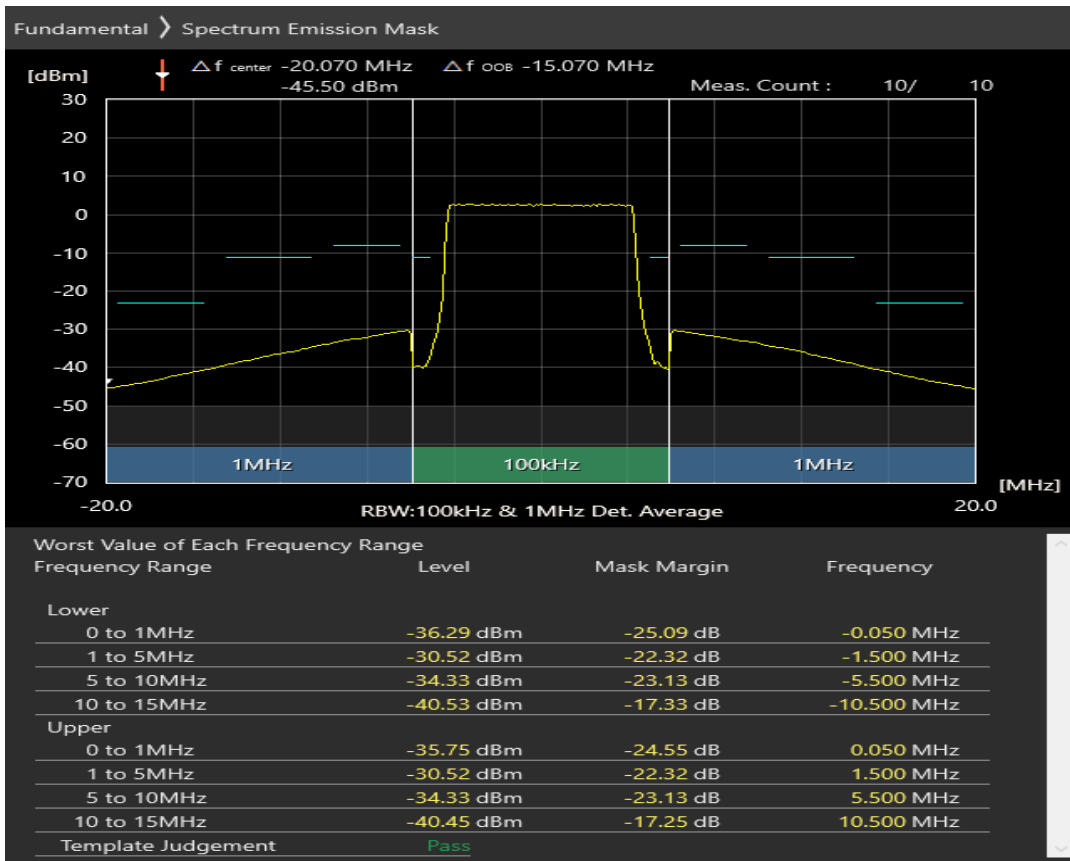 Fundamental ❭ Spectrum Emission Mask
[dBm] △f center -20.070 MHz △f OOB -15.070 MHz
-45.50 dBm Meas. Count : 10/ 10
30
20
10
0
-10
-20
-30
-40
-50
-60
1MHz 100kHz 1MHz
-70 [MHz]
-20.0 RBW:100kHz & 1MHz Det. Average 20.0
Worst Value of Each Frequency Range
Frequency Range Level Mask Margin Frequency
Lower
0 to 1MHz -36.29 dBm -25.09 dB -0.050 MHz
1 to 5MHz -30.52 dBm -22.32 dB -1.500 MHz
5 to 10MHz -34.33 dBm -23.13 dB -5.500 MHz
10 to 15MHz -40.53 dBm -17.33 dB -10.500 MHz
Upper
0 to 1MHz -35.75 dBm -24.55 dB 0.050 MHz
1 to 5MHz -30.52 dBm -22.32 dB 1.500 MHz
5 to 10MHz -34.33 dBm -23.13 dB 5.500 MHz
10 to 15MHz -40.45 dBm -17.25 dB 10.500 MHz
Template Judgement Pass